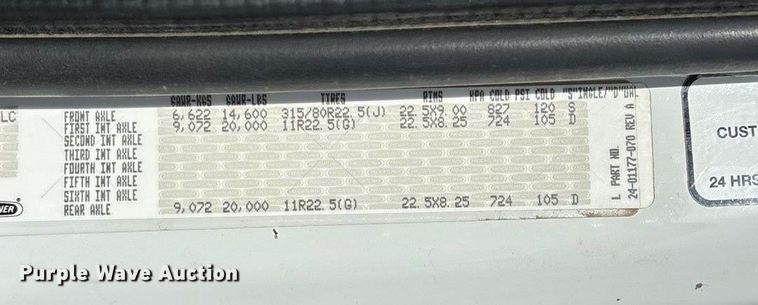 GAWR-KGS GAWR-LBS TIRES RIMS KPA COLD PSI COLD "S"INGLE/"D"UAL
LC
FRONT AXLE 6,622 14,600 315/80R22.5(J) 22.5X9.00 827 120 S
FIRST INT AXLE 9,072 20,000 11R22.5(G) 22.5X8.25 724 105 D
SECOND INT AXLE
THIRD INT AXLE
FOURTH INT AXLE
FIFTH INT AXLE
SIXTH INT AXLE
REAR AXLE 9,072 20,000 11R22.5(G) 22.5X8.25 724 105 D
L PART NO.
24-01177-070 REV A
CUST
24 HRS
NER
Purple Wave Auction